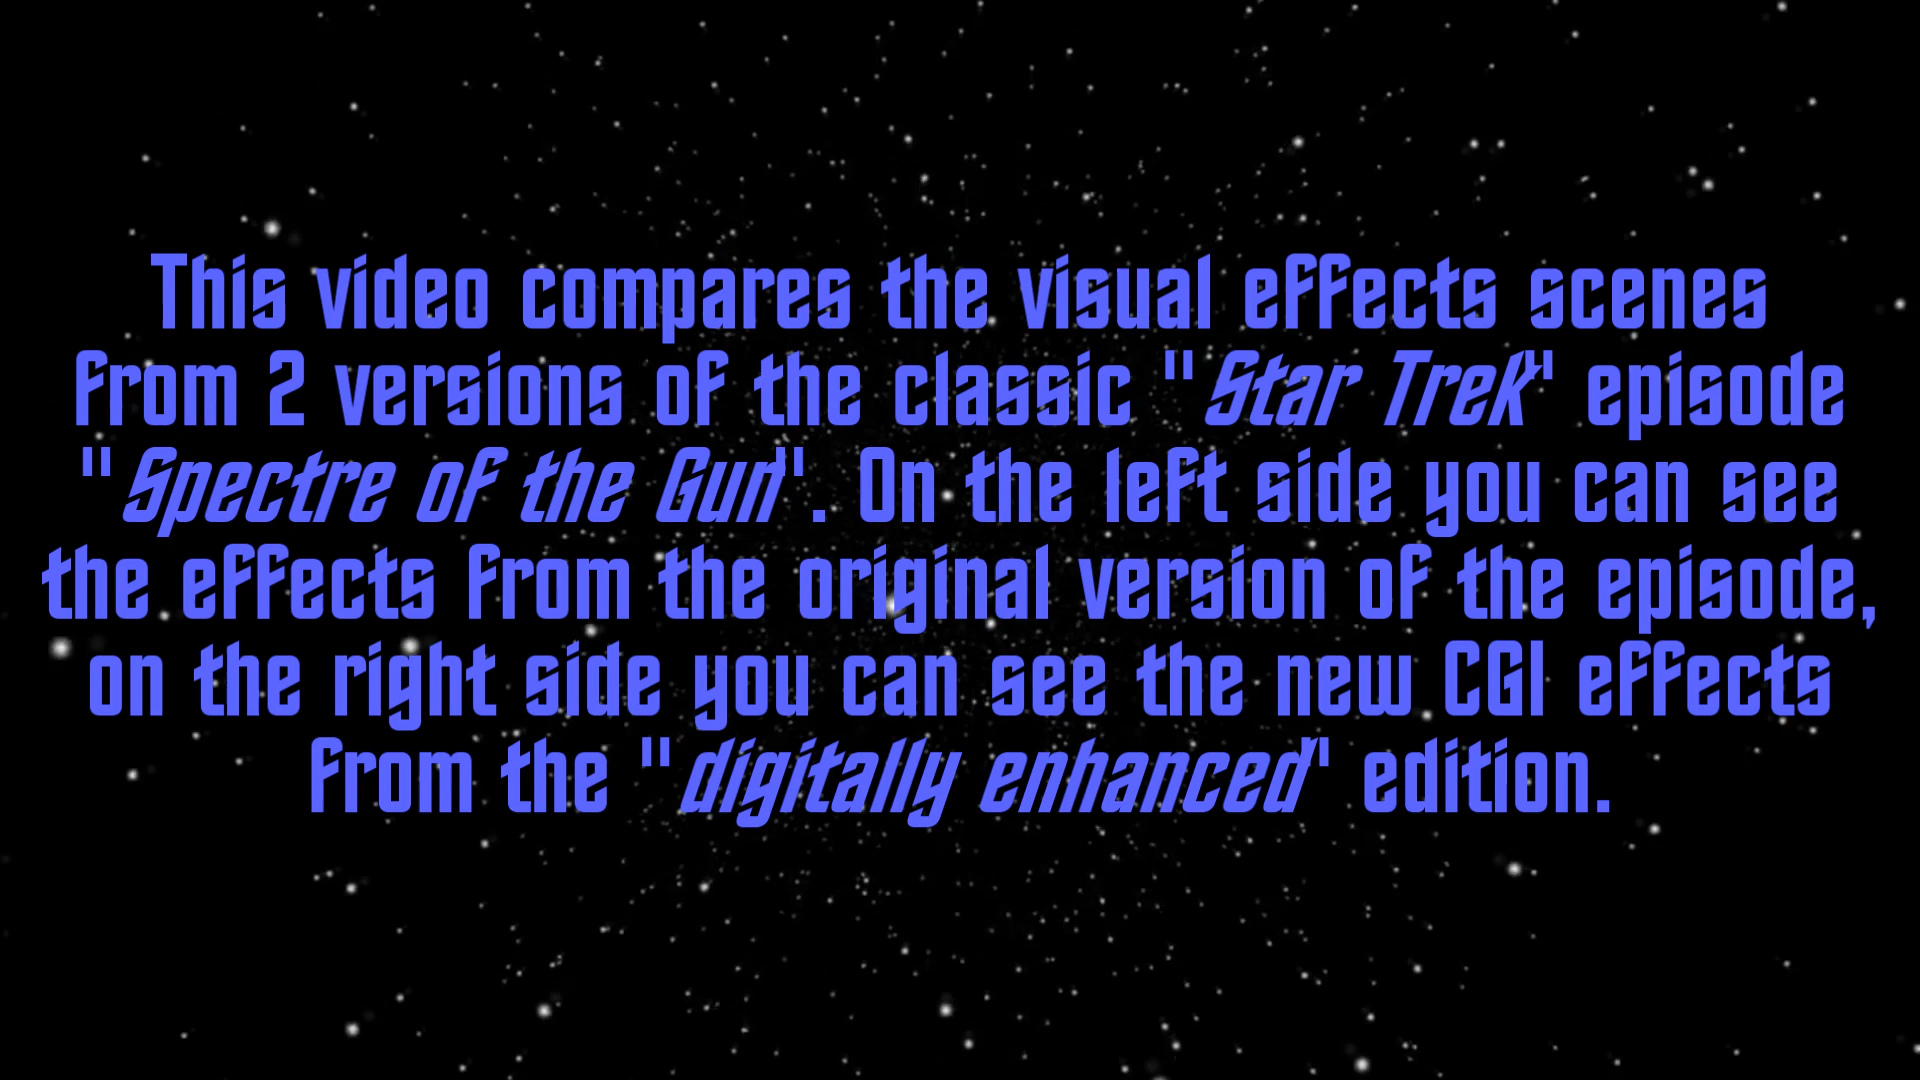 This video compares the visual effects scenes
from 2 versions of the classic "Star Trek" episode
"Spectre of the Gun". On the left side you can see
the effects from the original version of the episode,
on the right side you can see the new CGI effects
from the "digitally enhanced" edition.